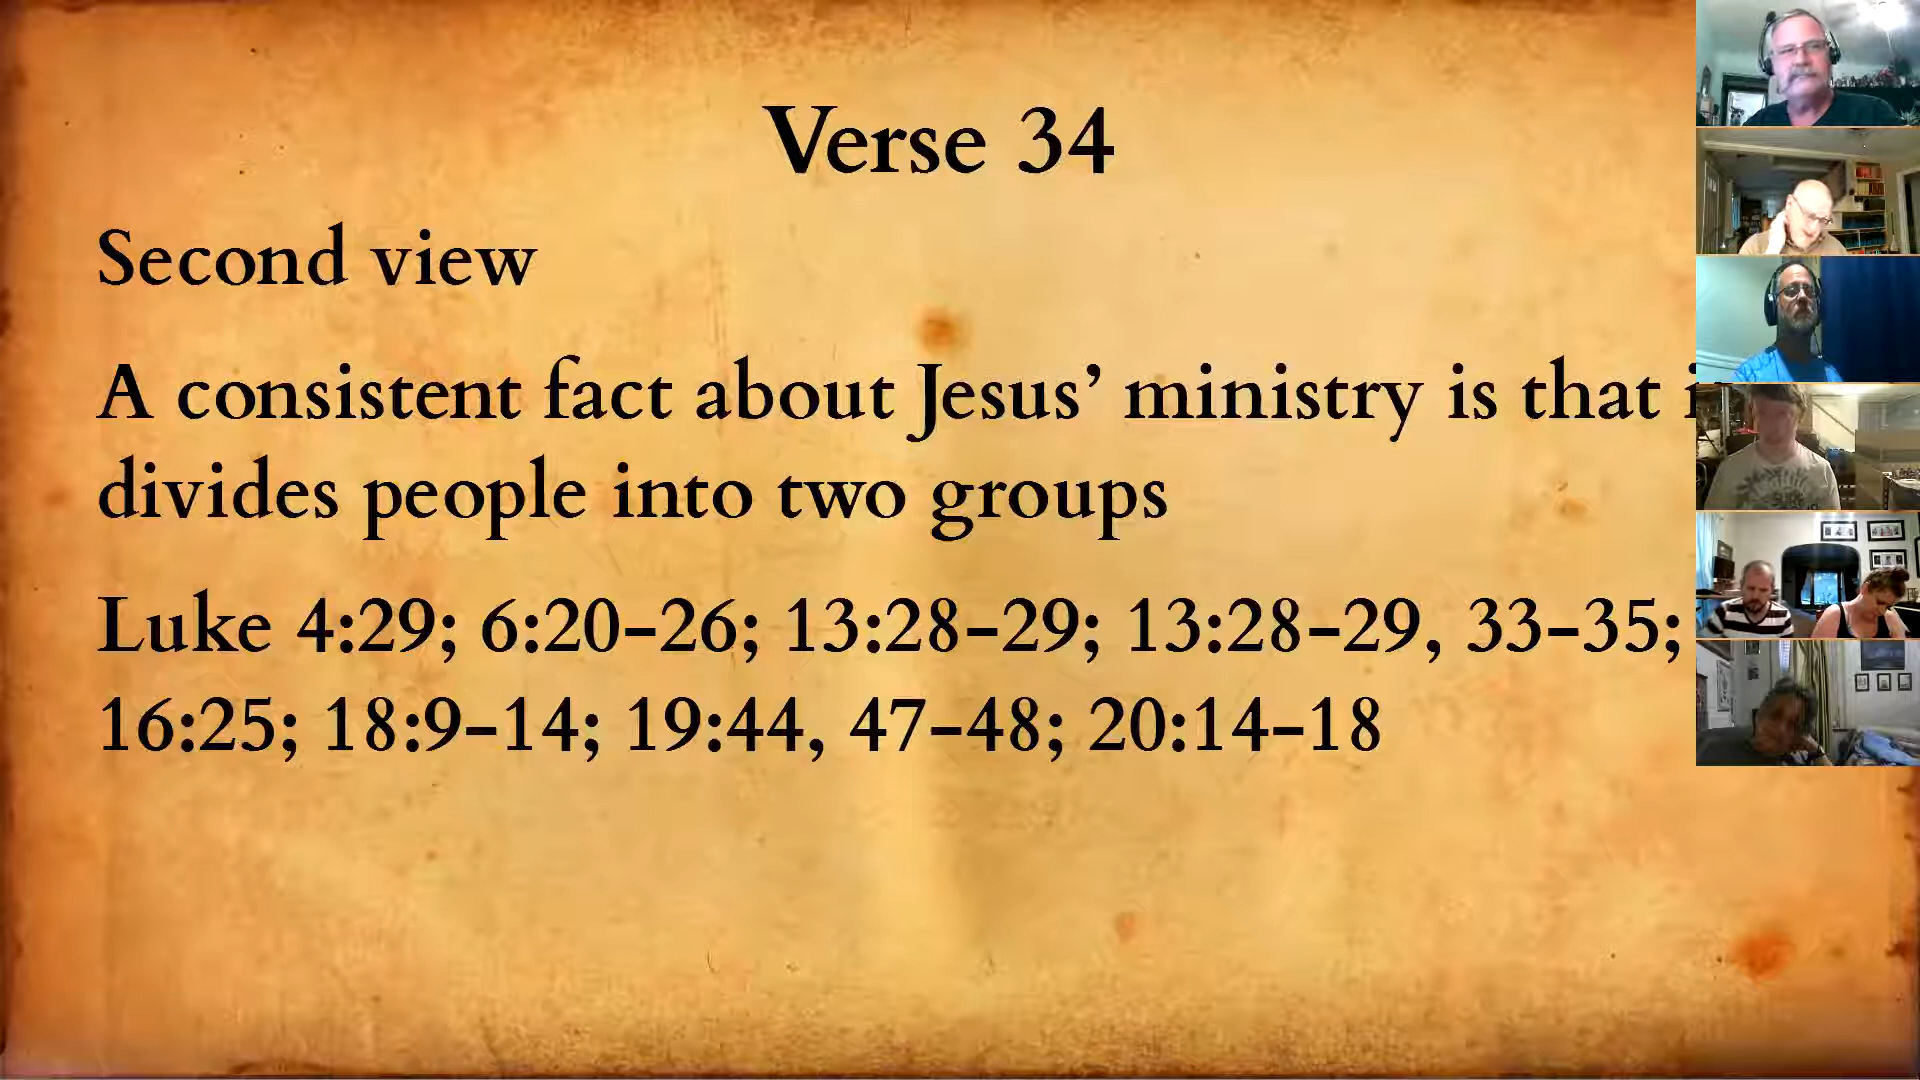 Verse 34
Second view
A consistent fact about Jesus’ ministry is that
divides people into two groups
Luke 4:29; 6:20–26; 13:28–29; 13:28–29, 33–35;
16:25; 18:9–14; 19:44, 47–48; 20:14–18